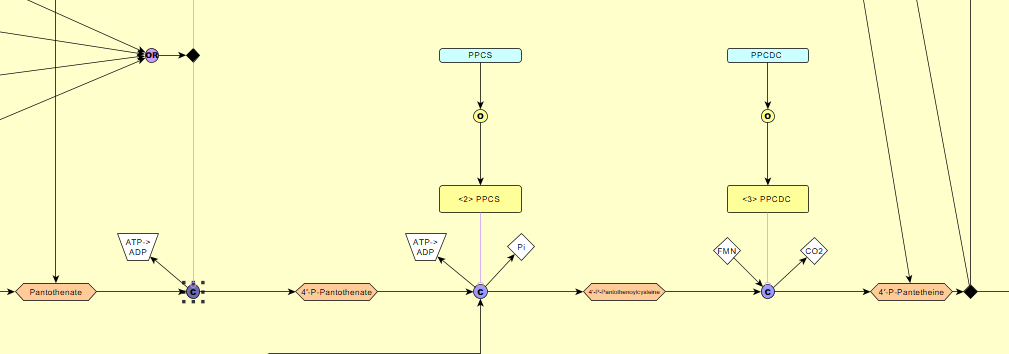 PPCS
PPCDC
OR
O
O
<2> PPCS
<3> PPCDC
ATP->
ADP
ATP->
ADP
Pi
FMN
CO2
Pantothenate
C
4'-P-Pantothenate
C
4'-P-Pantothenoylcysteine
C
4'-P-Pantetheine